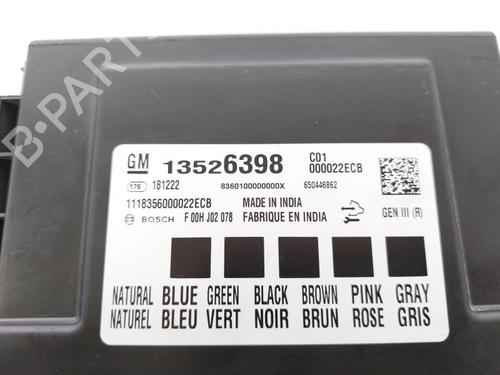 B-PARTS
GM 13526398 C01
000022ECB
176 181222 8360100000000X 650446862
1118356000022ECB MADE IN INDIA
BOSCH F 00H J02 078 FABRIQUE EN INDIA GEN III (R)
NATURAL BLUE GREEN BLACK BROWN PINK GRAY
NATUREL BLEU VERT NOIR BRUN ROSE GRIS